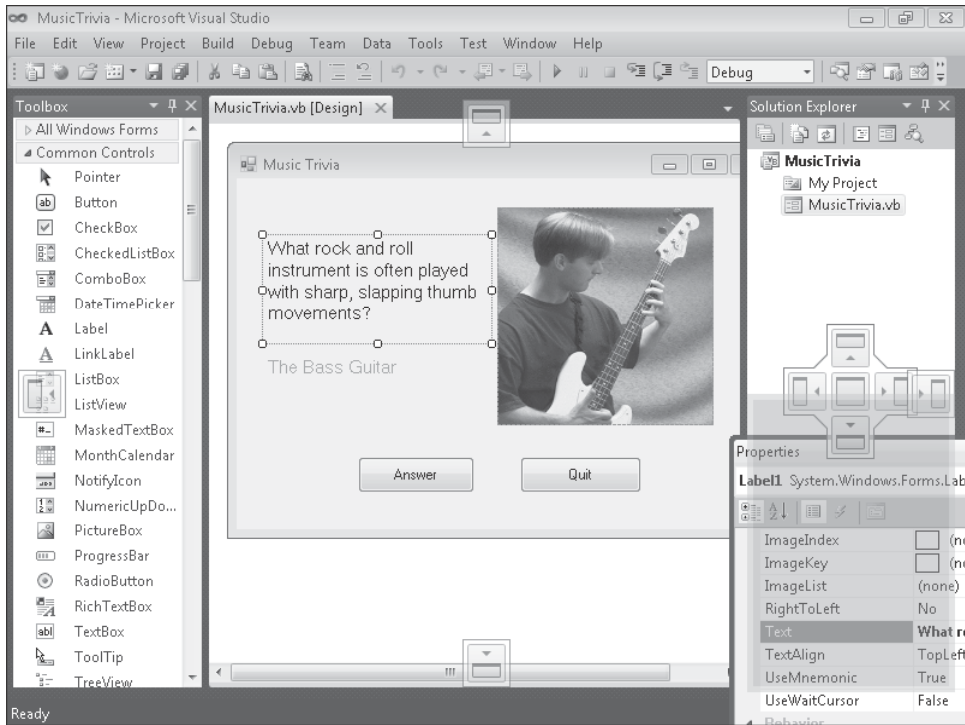 MusicTrivia - Microsoft Visual Studio
File Edit View Project Build Debug Team Data Tools Test Window Help
Debug
Toolbox
All Windows Forms
Common Controls
Pointer
Button
CheckBox
CheckedListBox
ComboBox
DateTimePicker
Label
LinkLabel
ListBox
ListView
MaskedTextBox
MonthCalendar
NotifyIcon
NumericUpDo...
PictureBox
ProgressBar
RadioButton
RichTextBox
TextBox
ToolTip
TreeView
MusicTrivia.vb [Design]
Music Trivia
What rock and roll
instrument is often played
with sharp, slapping thumb
movements?
The Bass Guitar
Answer
Quit
Solution Explorer
MusicTrivia
My Project
MusicTrivia.vb
Properties
Label1 System.Windows.Forms.Lab
ImageIndex (no
ImageKey (no
ImageList (none)
RightToLeft No
Text What ro
TextAlign TopLeft
UseMnemonic True
UseWaitCursor False
Behavior
Ready